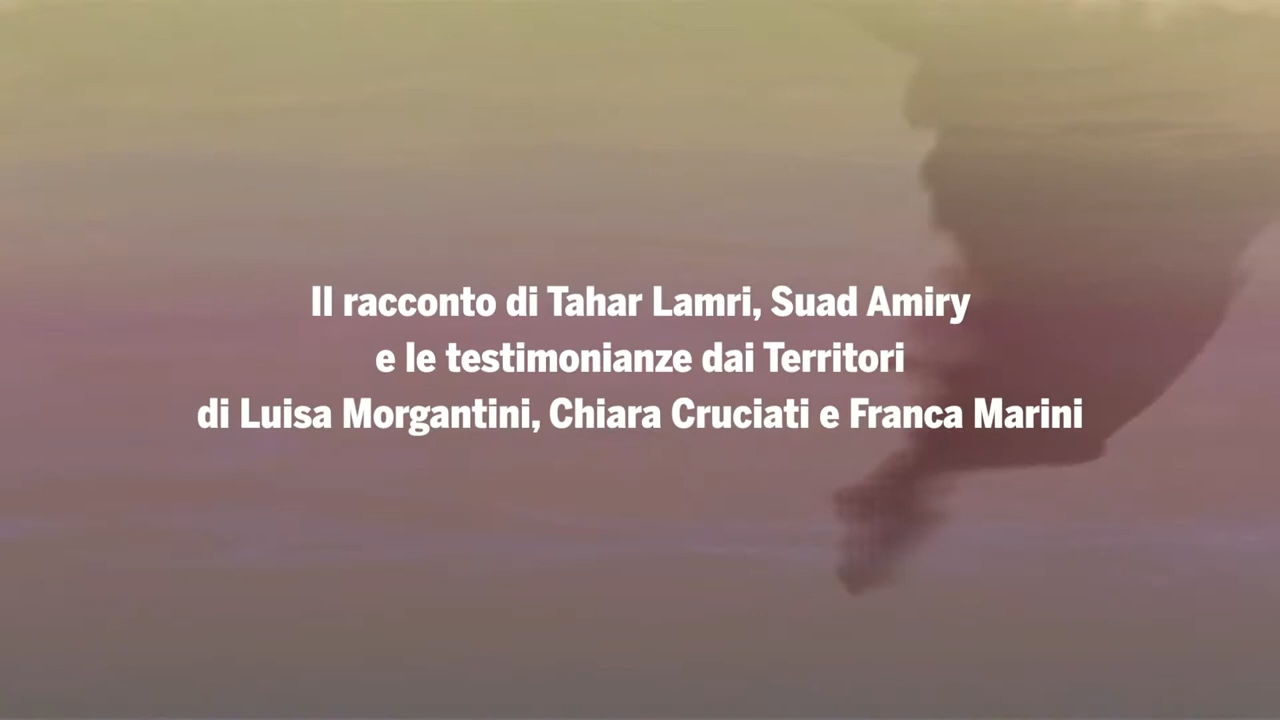 Il racconto di Tahar Lamri, Suad Amiry
e le testimonianze dai Territori
di Luisa Morgantini, Chiara Cruciati e Franca Marini